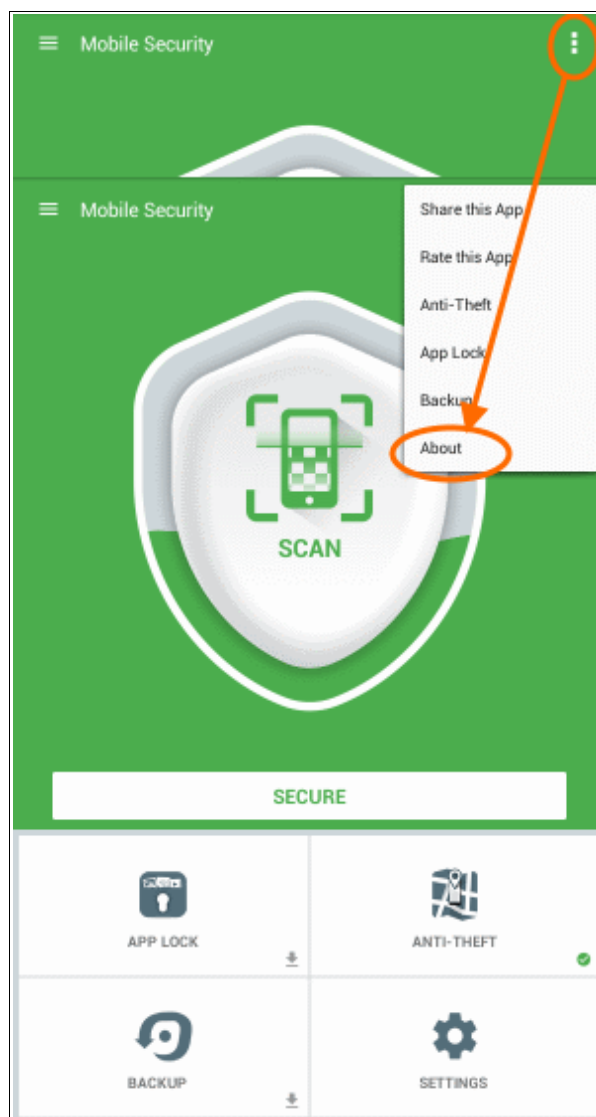 Mobile Security
Mobile Security
Share this App
Rate this App
Anti-Theft
App Lock
Backup
About
SCAN
SECURE
APP LOCK
ANTI-THEFT
BACKUP
SETTINGS